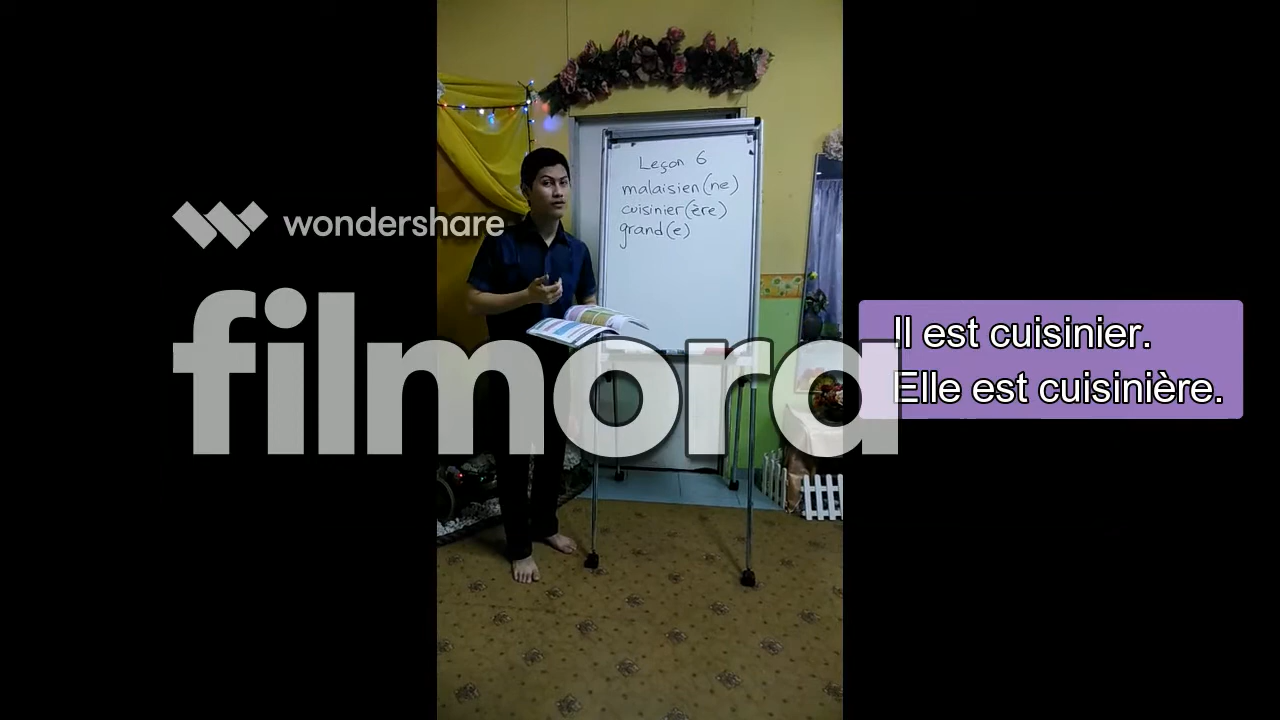 Leçon 6
malaisien(ne)
cuisinier(ère)
grand(e)
wondershare
filmora
Il est cuisinier.
Elle est cuisinière.